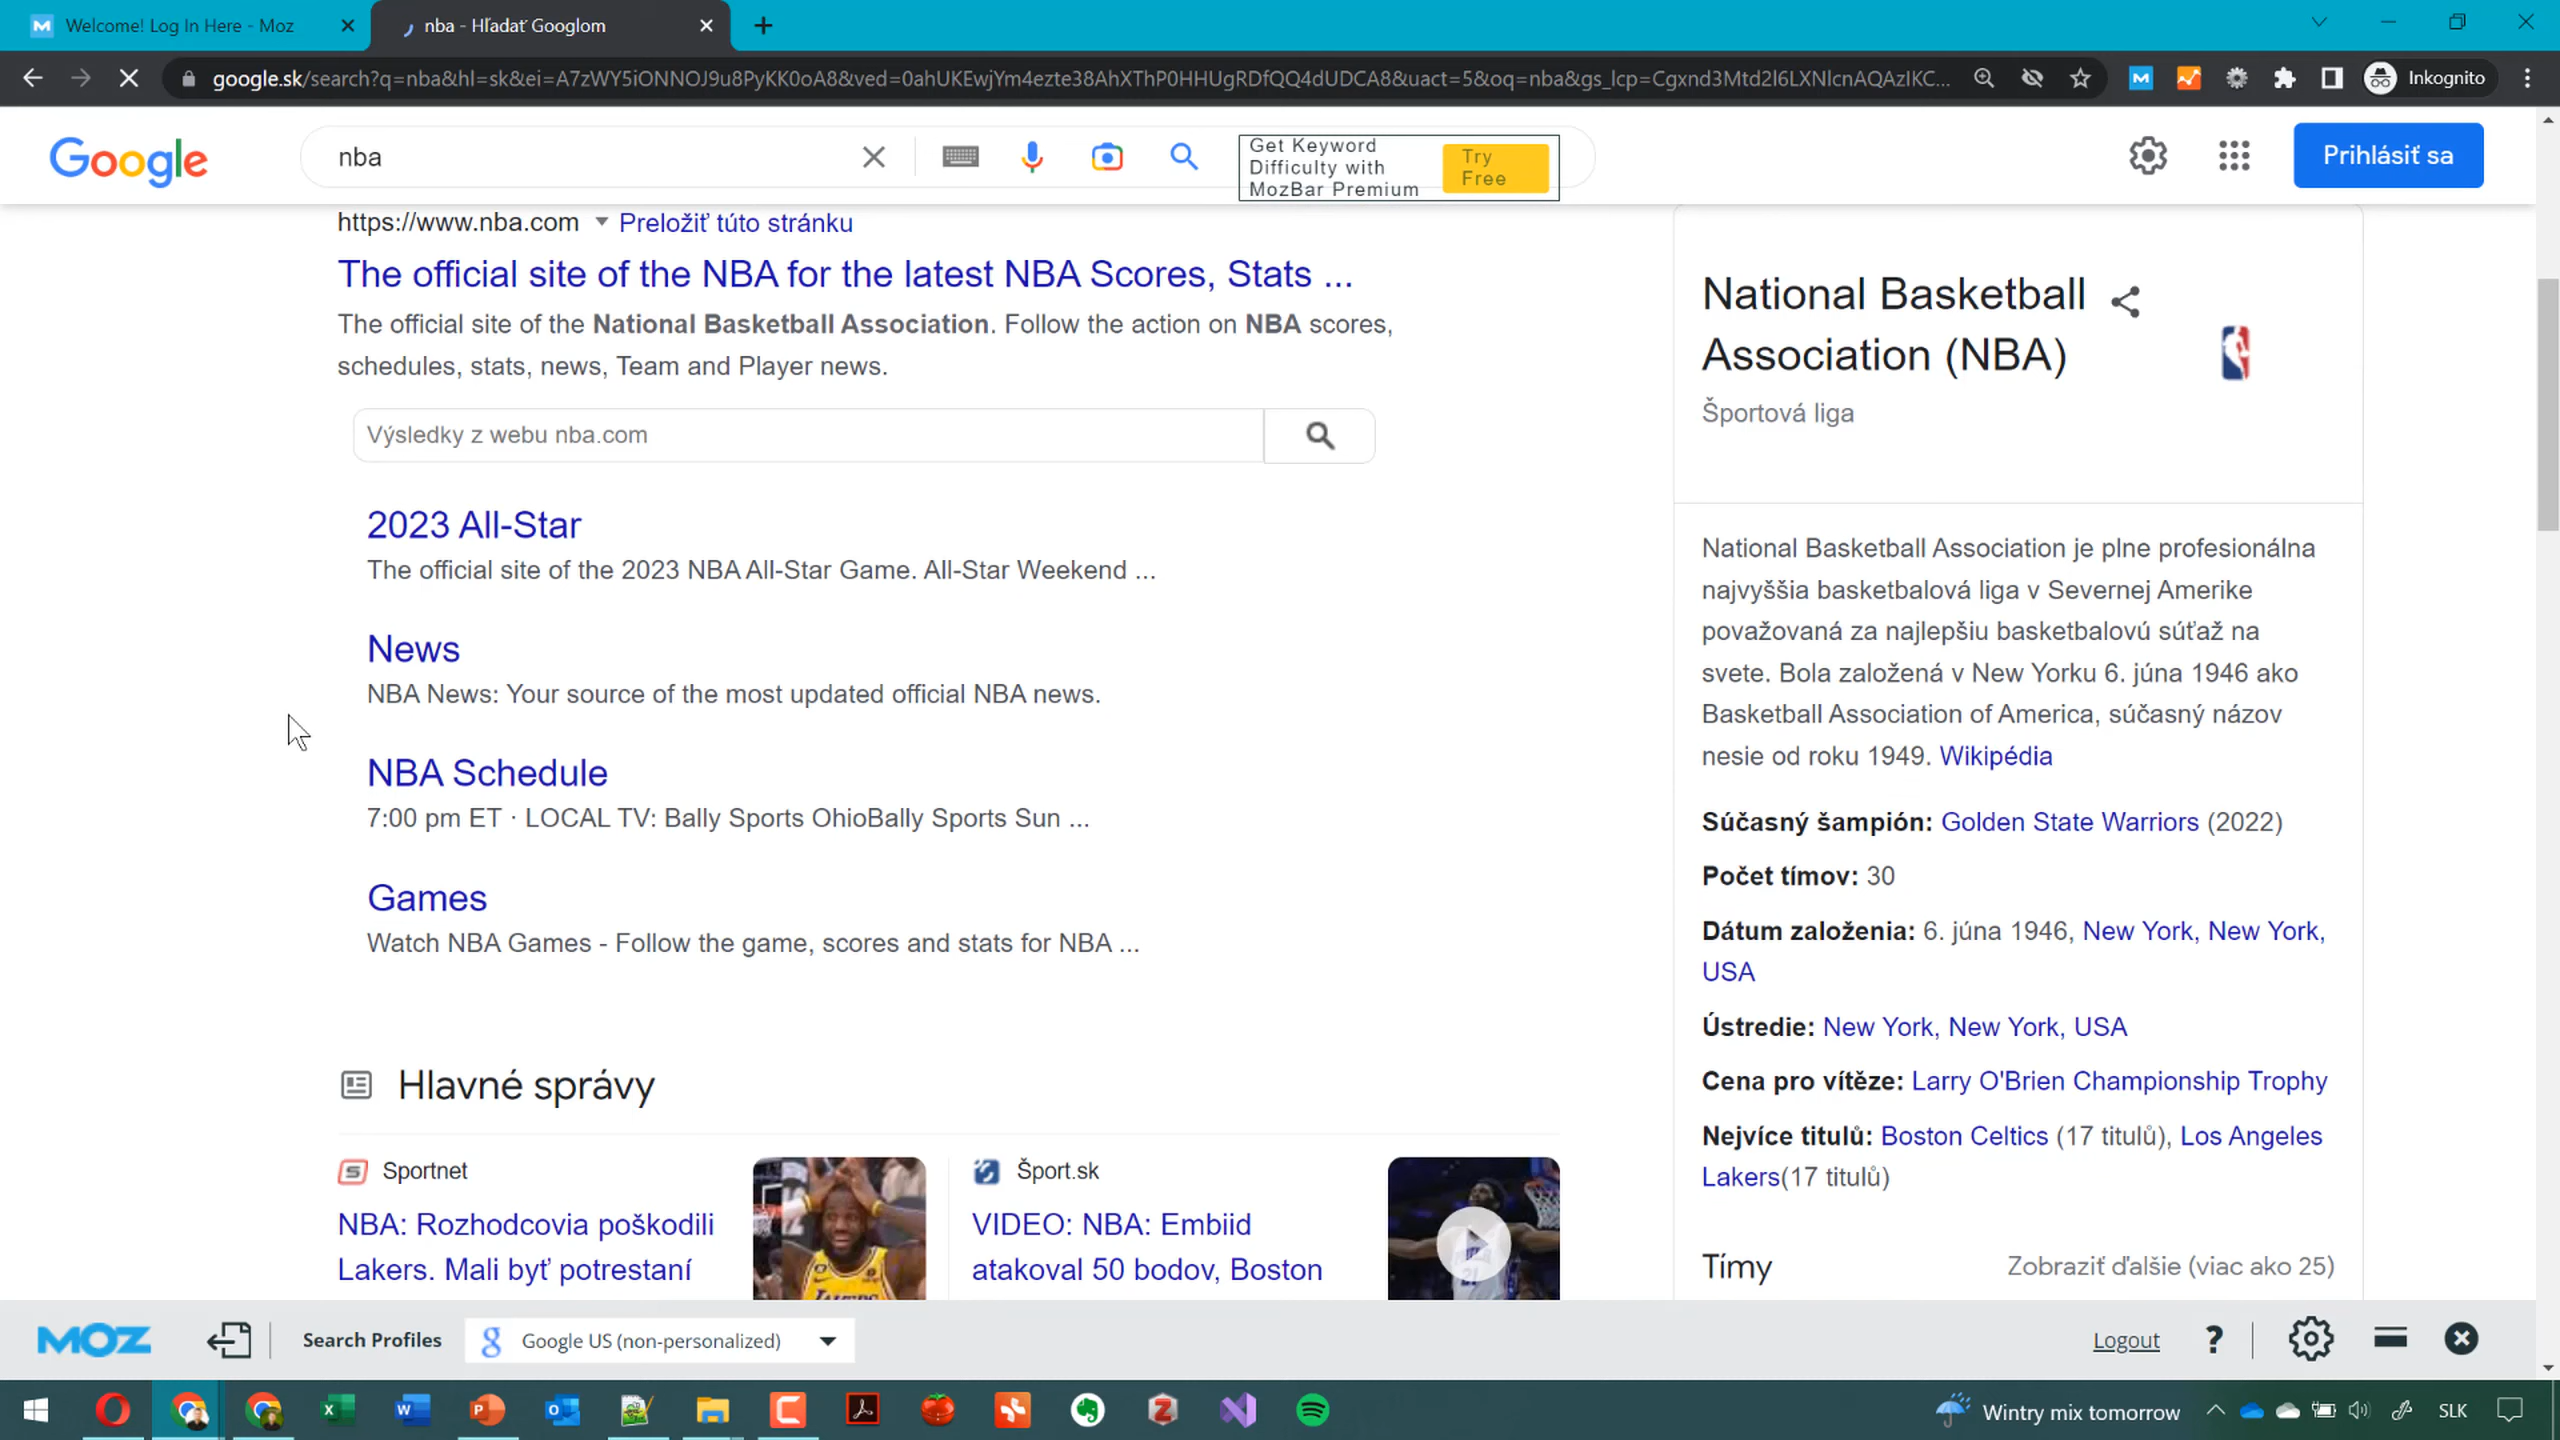 Welcome! Log In Here - Moz
nba - Hľadať Googlom
google.sk/search?q=nba&hl=sk&ei=A7zWY5iONNOJ9u8PyKK0oA8&ved=0ahUKEwjYm4ezte38AhXThP0HHUgRDfQQ4dUDCA8&uact=5&oq=nba&gs_lcp=Cgxnd3Mtd2l6LXNlcnAQAzIKC...
Inkognito
Google
nba
Get Keyword
Difficulty with
MozBar Premium
Try
Free
Prihlásiť sa
https://www.nba.com
Preložiť túto stránku
The official site of the NBA for the latest NBA Scores, Stats ...
The official site of the National Basketball Association. Follow the action on NBA scores,
schedules, stats, news, Team and Player news.
Výsledky z webu nba.com
2023 All-Star
The official site of the 2023 NBA All-Star Game. All-Star Weekend ...
News
NBA News: Your source of the most updated official NBA news.
NBA Schedule
7:00 pm ET · LOCAL TV: Bally Sports OhioBally Sports Sun ...
Games
Watch NBA Games - Follow the game, scores and stats for NBA ...
Hlavné správy
Sportnet
NBA: Rozhodcovia poškodili
Lakers. Mali byť potrestaní
Šport.sk
VIDEO: NBA: Embiid
atakoval 50 bodov, Boston
National Basketball
Association (NBA)
Športová liga
National Basketball Association je plne profesionálna
najvyššia basketbalová liga v Severnej Amerike
považovaná za najlepšiu basketbalovú súťaž na
svete. Bola založená v New Yorku 6. júna 1946 ako
Basketball Association of America, súčasný názov
nesie od roku 1949. Wikipédia
Súčasný šampión: Golden State Warriors (2022)
Počet tímov: 30
Dátum založenia: 6. júna 1946, New York, New York,
USA
Ústredie: New York, New York, USA
Cena pro vítěze: Larry O'Brien Championship Trophy
Nejvíce titulů: Boston Celtics (17 titulů), Los Angeles
Lakers(17 titulů)
Tímy
Zobraziť ďalšie (viac ako 25)
MOZ
Search Profiles
Google US (non-personalized)
Logout
Wintry mix tomorrow
SLK